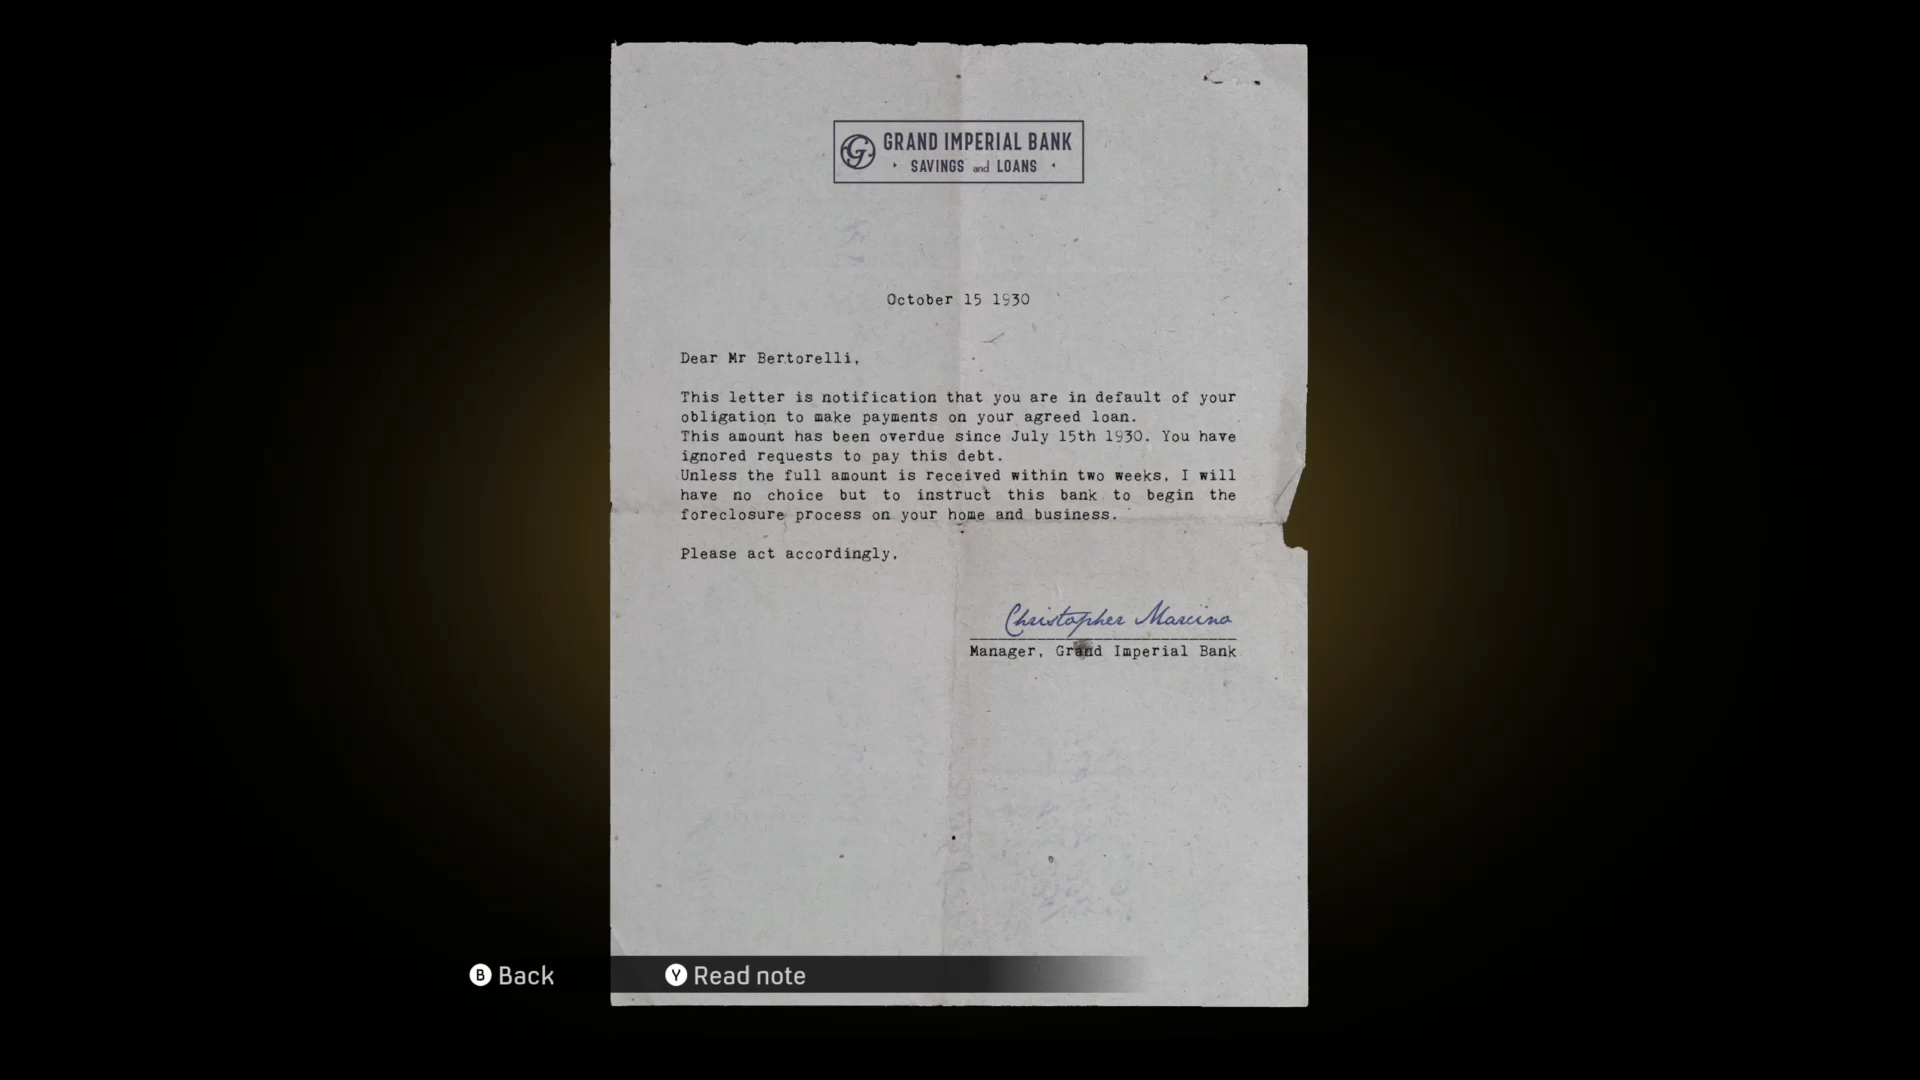 G GRAND IMPERIAL BANK
· SAVINGS and LOANS ·
October 15 1930
Dear Mr Bertorelli,
This letter is notification that you are in default of your
obligation to make payments on your agreed loan.
This amount has been overdue since July 15th 1930. You have
ignored requests to pay this debt.
Unless the full amount is received within two weeks, I will
have no choice but to instruct this bank to begin the
foreclosure process on your home and business.
Please act accordingly,
Christopher Marcino
Manager, Grand Imperial Bank
B Back
Y Read note